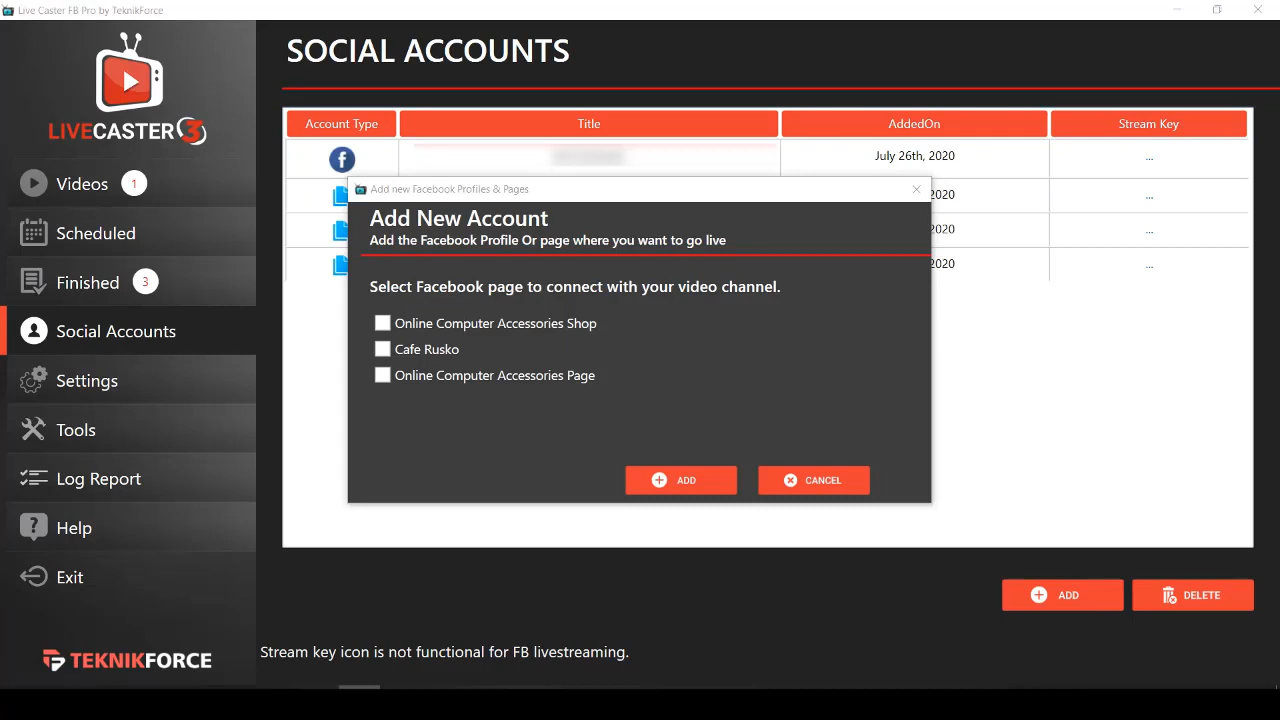 Live Caster FB Pro by TeknikForce
LIVECASTER 3
Videos 1
Scheduled
Finished 3
Social Accounts
Settings
Tools
Log Report
Help
Exit
TEKNIKFORCE
SOCIAL ACCOUNTS
Account Type Title AddedOn Stream Key
July 26th, 2020 ...
2020 ...
2020 ...
2020 ...
Add new Facebook Profiles & Pages
Add New Account
Add the Facebook Profile Or page where you want to go live
Select Facebook page to connect with your video channel.
Online Computer Accessories Shop
Cafe Rusko
Online Computer Accessories Page
ADD CANCEL
ADD DELETE
Stream key icon is not functional for FB livestreaming.